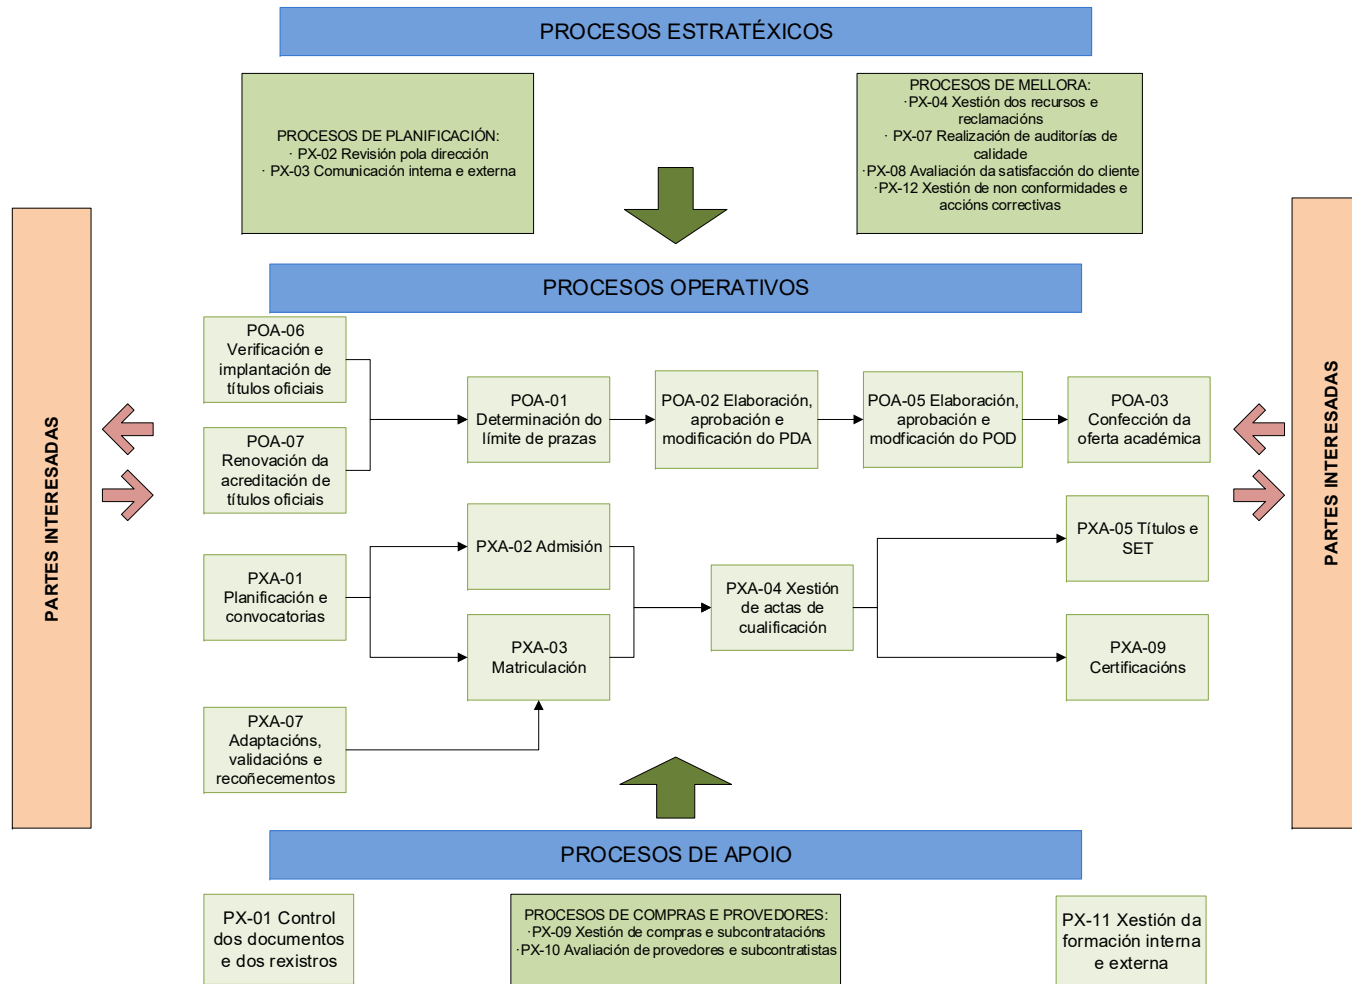 PROCESOS ESTRATÉXICOS
PROCESOS DE PLANIFICACIÓN:
· PX-02 Revisión pola dirección
· PX-03 Comunicación interna e externa
PROCESOS DE MELLORA:
·PX-04 Xestión dos recursos e
reclamacións
· PX-07 Realización de auditorías de
calidade
·PX-08 Avaliación da satisfacción do cliente
·PX-12 Xestión de non conformidades e
accións correctivas
PARTES INTERESADAS
PROCESOS OPERATIVOS
POA-06
Verificación e
implantación de
títulos oficiais
POA-07
Renovación da
acreditación de
títulos oficiais
POA-01
Determinación do
límite de prazas
POA-02 Elaboración,
aprobación e
modificación do PDA
POA-05 Elaboración,
aprobación e
modficación do POD
POA-03
Confección da
oferta académica
PXA-01
Planificación e
convocatorias
PXA-02 Admisión
PXA-03
Matriculación
PXA-04 Xestión
de actas de
cualificación
PXA-05 Títulos e
SET
PXA-09
Certificacións
PXA-07
Adaptacións,
validacións e
recoñecementos
PARTES INTERESADAS
PROCESOS DE APOIO
PX-01 Control
dos documentos
e dos rexistros
PROCESOS DE COMPRAS E PROVEDORES:
·PX-09 Xestión de compras e subcontratacións
·PX-10 Avaliación de provedores e subcontratistas
PX-11 Xestión da
formación interna
e externa